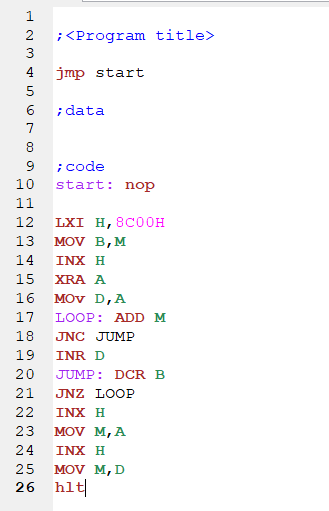 1
2 ;<Program title>
3
4 jmp start
5
6 ;data
7
8
9 ;code
10 start: nop
11
12 LXI H,8C00H
13 MOV B,M
14 INX H
15 XRA A
16 MOv D,A
17 LOOP: ADD M
18 JNC JUMP
19 INR D
20 JUMP: DCR B
21 JNZ LOOP
22 INX H
23 MOV M,A
24 INX H
25 MOV M,D
26 hlt